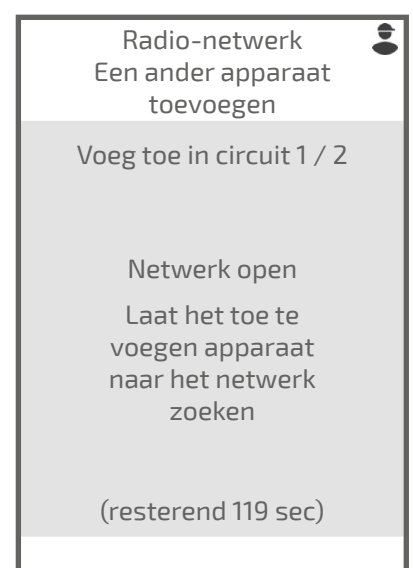 Radio-netwerk
Een ander apparaat
toevoegen
Voeg toe in circuit 1 / 2
Netwerk open
Laat het toe te
voegen apparaat
naar het netwerk
zoeken
(resterend 119 sec)